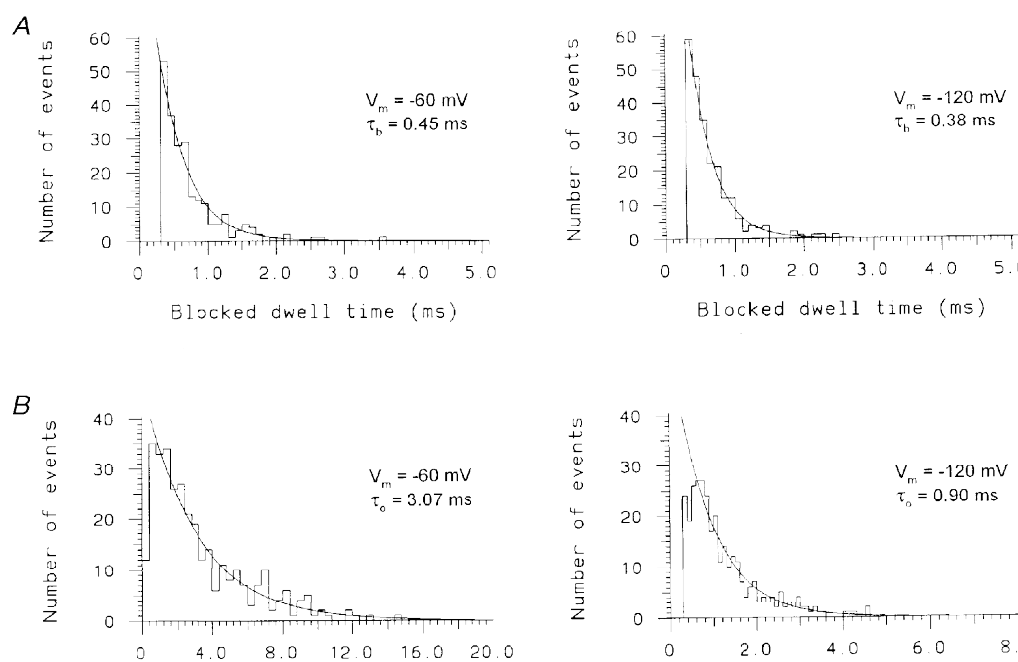 A
60
50
40
30
20
10
0
Number of events
Vm = -60 mV
τb = 0.45 ms
0 1.0 2.0 3.0 4.0 5.0
Blocked dwell time (ms)
60
50
40
30
20
10
0
Number of events
Vm = -120 mV
τb = 0.38 ms
0 1.0 2.0 3.0 4.0 5.
Blocked dwell time (ms)
B
40
30
20
10
0
Number of events
Vm = -60 mV
τo = 3.07 ms
0 4.0 8.0 12.0 16.0 20.0
40
30
20
10
0
Number of events
Vm = -120 mV
τo = 0.90 ms
0 2.0 4.0 6.0 8.